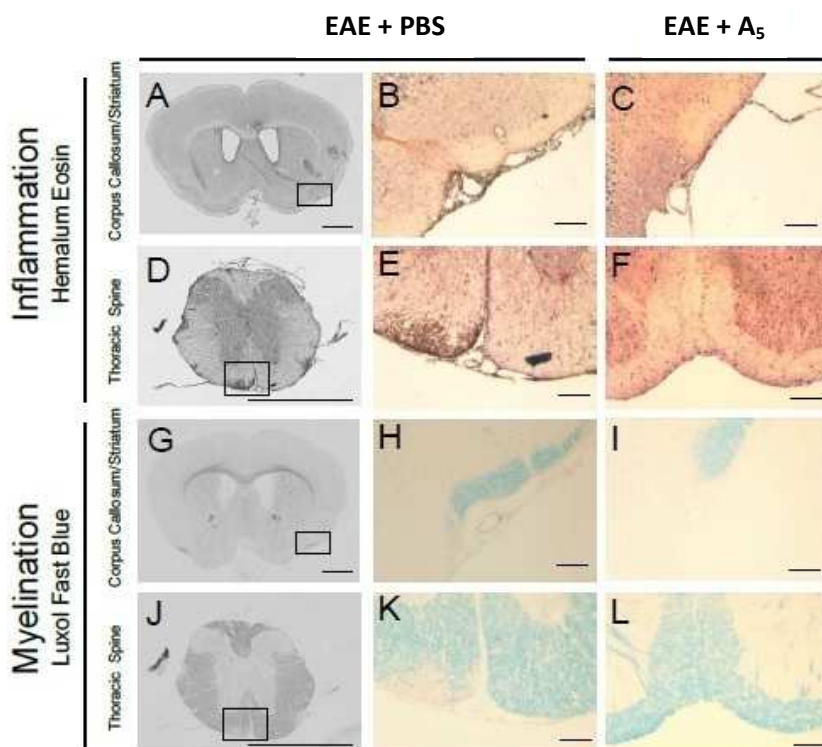 EAE + PBS
EAE + A₅
Inflammation
Hemalum Eosin
Corpus Callosum/Striatum
A
B
C
Thoracic Spine
D
E
F
Myelination
Luxol Fast Blue
Corpus Callosum/Striatum
G
H
I
Thoracic Spine
J
K
L